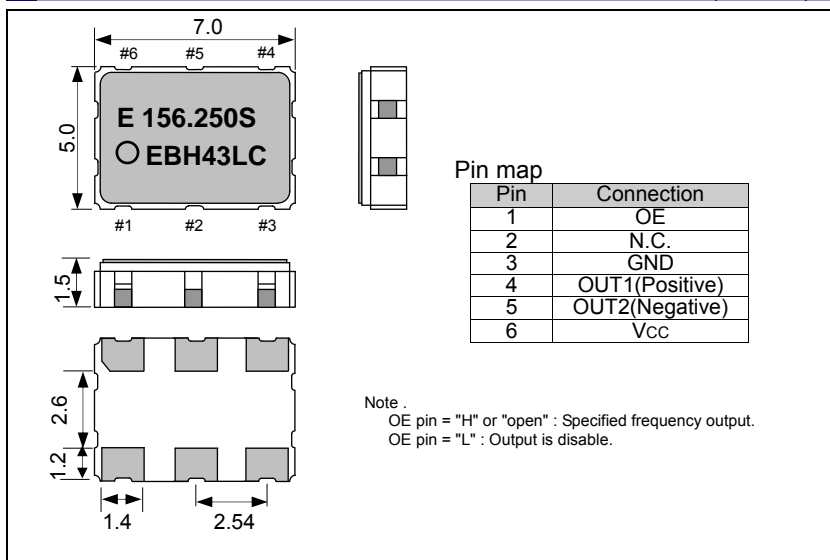 7.0
#6 #5 #4
5.0
E 156.250S
EBH43LC
#1 #2 #3
1.5
2.6
1.2
1.4
2.54
Pin map
Pin Connection
1 OE
2 N.C.
3 GND
4 OUT1(Positive)
5 OUT2(Negative)
6 VCC
Note .
OE pin = "H" or "open" : Specified frequency output.
OE pin = "L" : Output is disable.